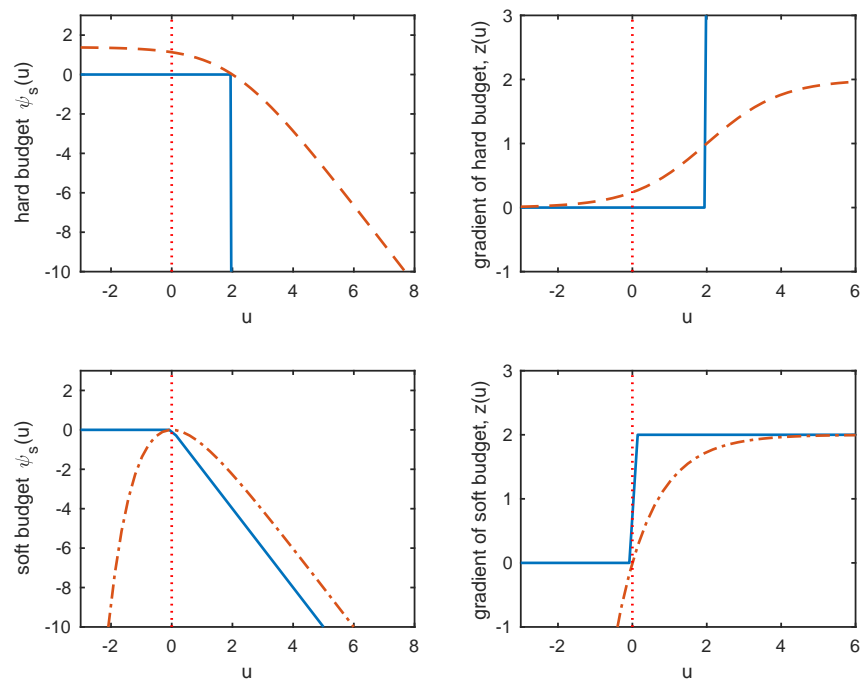 hard budget ψs(u)
2
0
-2
-4
-6
-8
-10
-2 0 2 4 6 8
u
gradient of hard budget, z(u)
3
2
1
0
-1
-2 0 2 4 6
u
soft budget ψs(u)
2
0
-2
-4
-6
-8
-10
-2 0 2 4 6 8
u
gradient of soft budget, z(u)
3
2
1
0
-1
-2 0 2 4 6
u